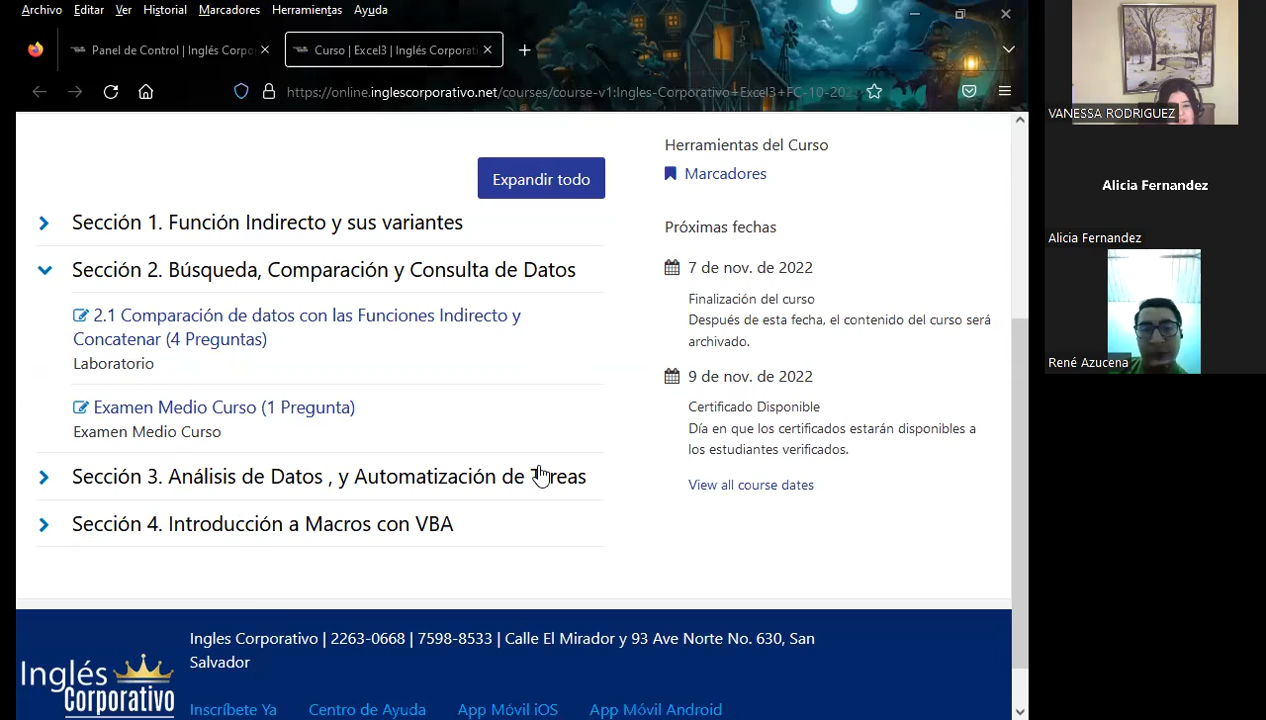 Archivo Editar Ver Historial Marcadores Herramientas Ayuda
Panel de Control | Inglés Corpo
Curso | Excel3 | Inglés Corporati
https://online.inglescorporativo.net/courses/course-v1:Ingles-Corporativo+Excel3+FC-10-202
Expandir todo
Sección 1. Función Indirecto y sus variantes
Sección 2. Búsqueda, Comparación y Consulta de Datos
2.1 Comparación de datos con las Funciones Indirecto y
Concatenar (4 Preguntas)
Laboratorio
Examen Medio Curso (1 Pregunta)
Examen Medio Curso
Sección 3. Análisis de Datos , y Automatización de Tareas
Sección 4. Introducción a Macros con VBA
Herramientas del Curso
Marcadores
Próximas fechas
7 de nov. de 2022
Finalización del curso
Después de esta fecha, el contenido del curso será
archivado.
9 de nov. de 2022
Certificado Disponible
Día en que los certificados estarán disponibles a
los estudiantes verificados.
View all course dates
Inglés
Corporativo
Ingles Corporativo | 2263-0668 | 7598-8533 | Calle El Mirador y 93 Ave Norte No. 630, San
Salvador
Inscríbete Ya Centro de Ayuda App Móvil iOS App Móvil Android
VANESSA RODRIGUEZ
Alicia Fernandez
Alicia Fernandez
René Azucena